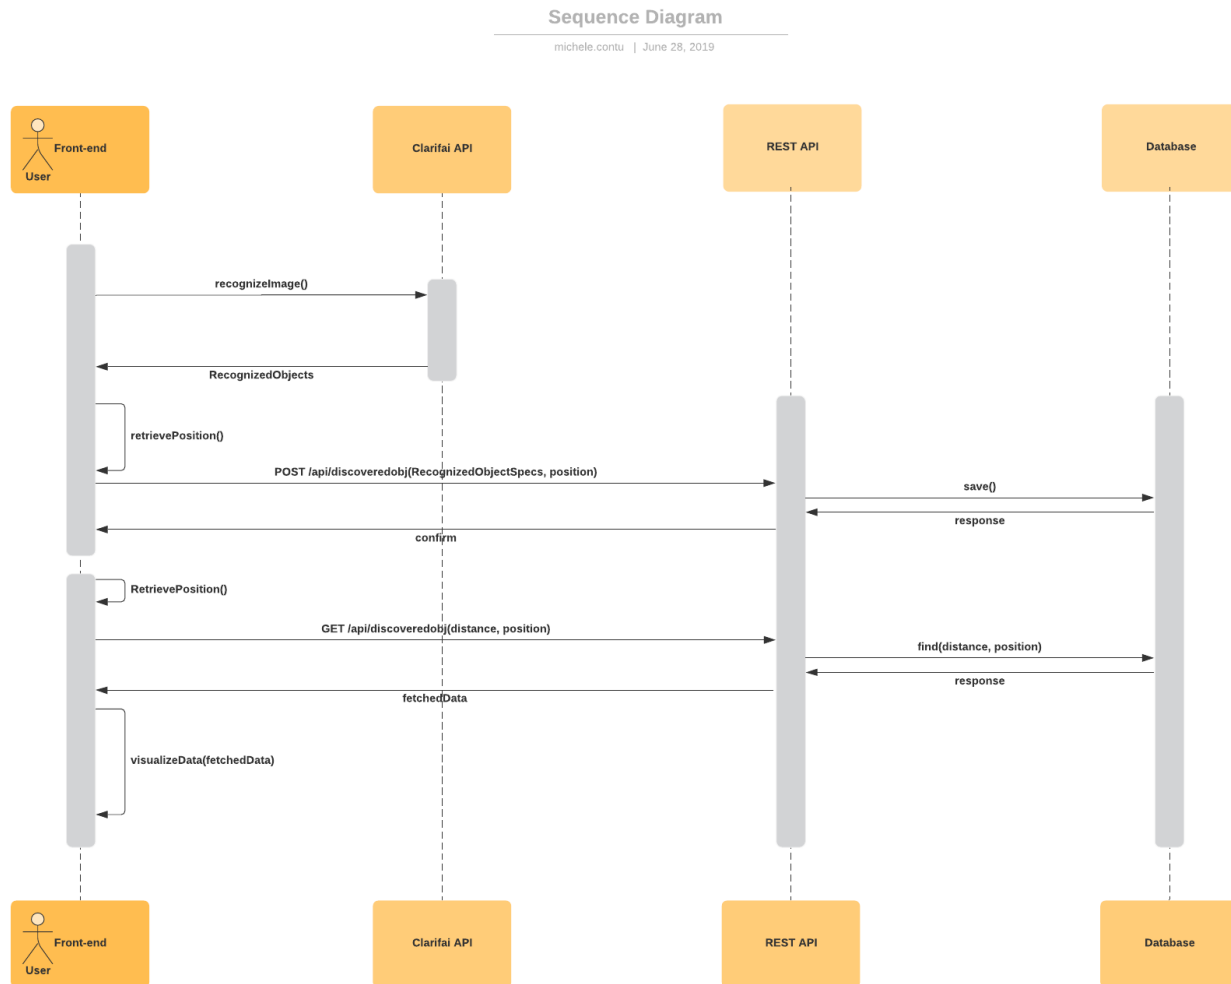 Sequence Diagram
michele.contu | June 28, 2019
Front-end
User
Clarifai API
REST API
Database
recognizeImage()
RecognizedObjects
retrievePosition()
POST /api/discoveredobj(RecognizedObjectSpecs, position)
save()
response
confirm
RetrievePosition()
GET /api/discoveredobj(distance, position)
find(distance, position)
response
fetchedData
visualizeData(fetchedData)
Front-end
User
Clarifai API
REST API
Database